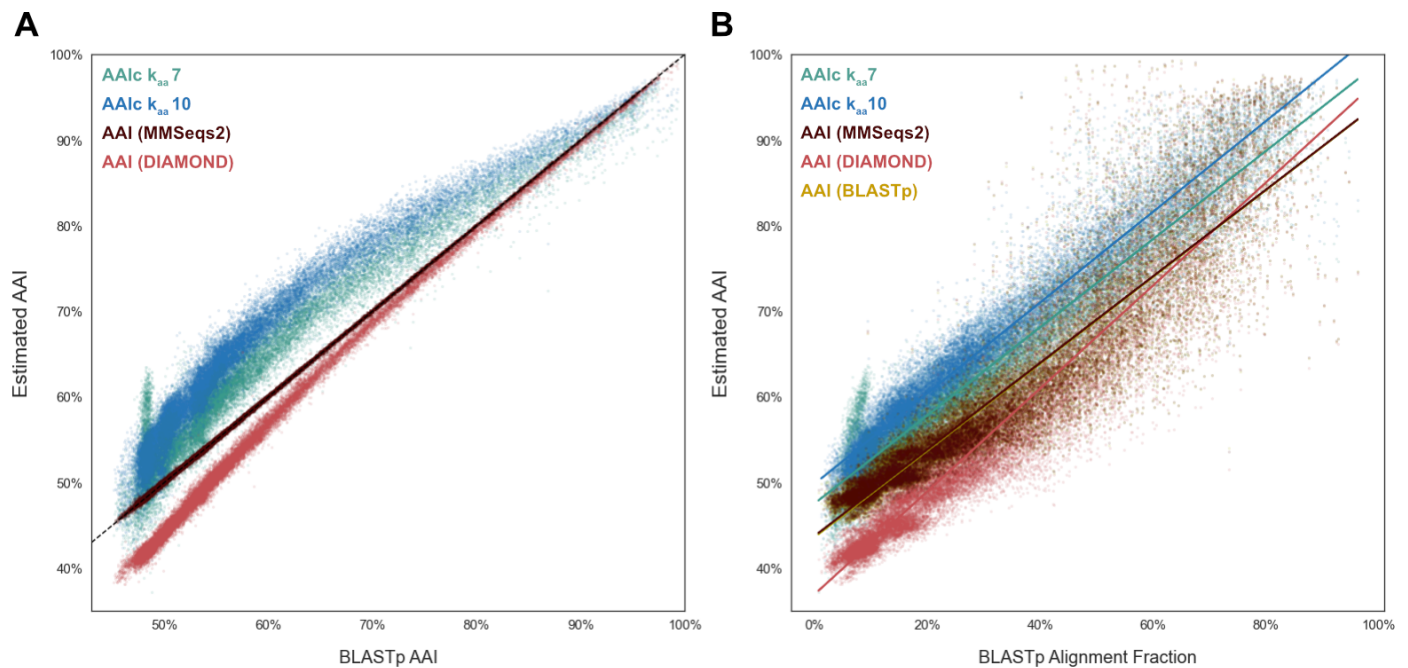 A
100%
90%
80%
70%
60%
50%
40%
50%
60%
70%
80%
90%
100%
Estimated AAI
BLASTp AAI
AAIc kaa7
AAIc kaa10
AAI (MMSeqs2)
AAI (DIAMOND)
B
100%
90%
80%
70%
60%
50%
40%
0%
20%
40%
60%
80%
100%
Estimated AAI
BLASTp Alignment Fraction
AAIc kaa7
AAIc kaa10
AAI (MMSeqs2)
AAI (DIAMOND)
AAI (BLASTp)